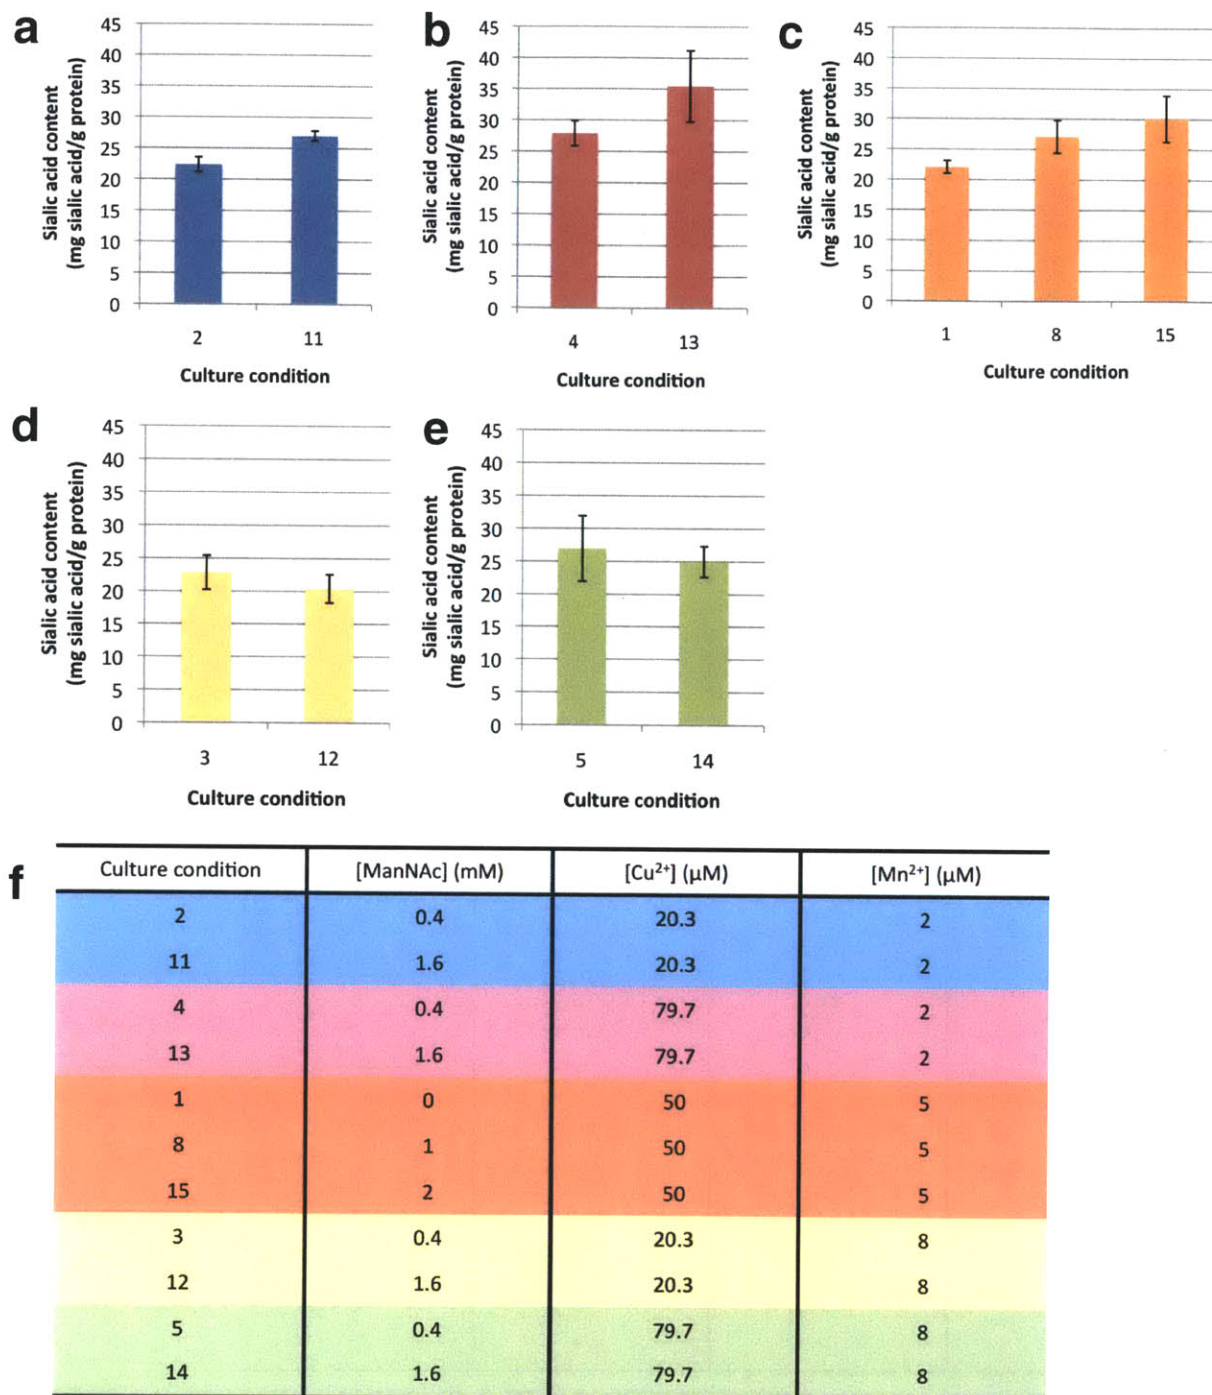 a
Sialic acid content
(mg sialic acid/g protein)
45
40
35
30
25
20
15
10
5
0
2 11
Culture condition
b
Sialic acid content
(mg sialic acid/g protein)
45
40
35
30
25
20
15
10
5
0
4 13
Culture condition
c
Sialic acid content
(mg sialic acid/g protein)
45
40
35
30
25
20
15
10
5
0
1 8 15
Culture condition
d
Sialic acid content
(mg sialic acid/g protein)
45
40
35
30
25
20
15
10
5
0
3 12
Culture condition
e
Sialic acid content
(mg sialic acid/g protein)
45
40
35
30
25
20
15
10
5
0
5 14
Culture condition
f
Culture condition [ManNAc] (mM) [Cu²⁺] (µM) [Mn²⁺] (µM)
2 0.4 20.3 2
11 1.6 20.3 2
4 0.4 79.7 2
13 1.6 79.7 2
1 0 50 5
8 1 50 5
15 2 50 5
3 0.4 20.3 8
12 1.6 20.3 8
5 0.4 79.7 8
14 1.6 79.7 8